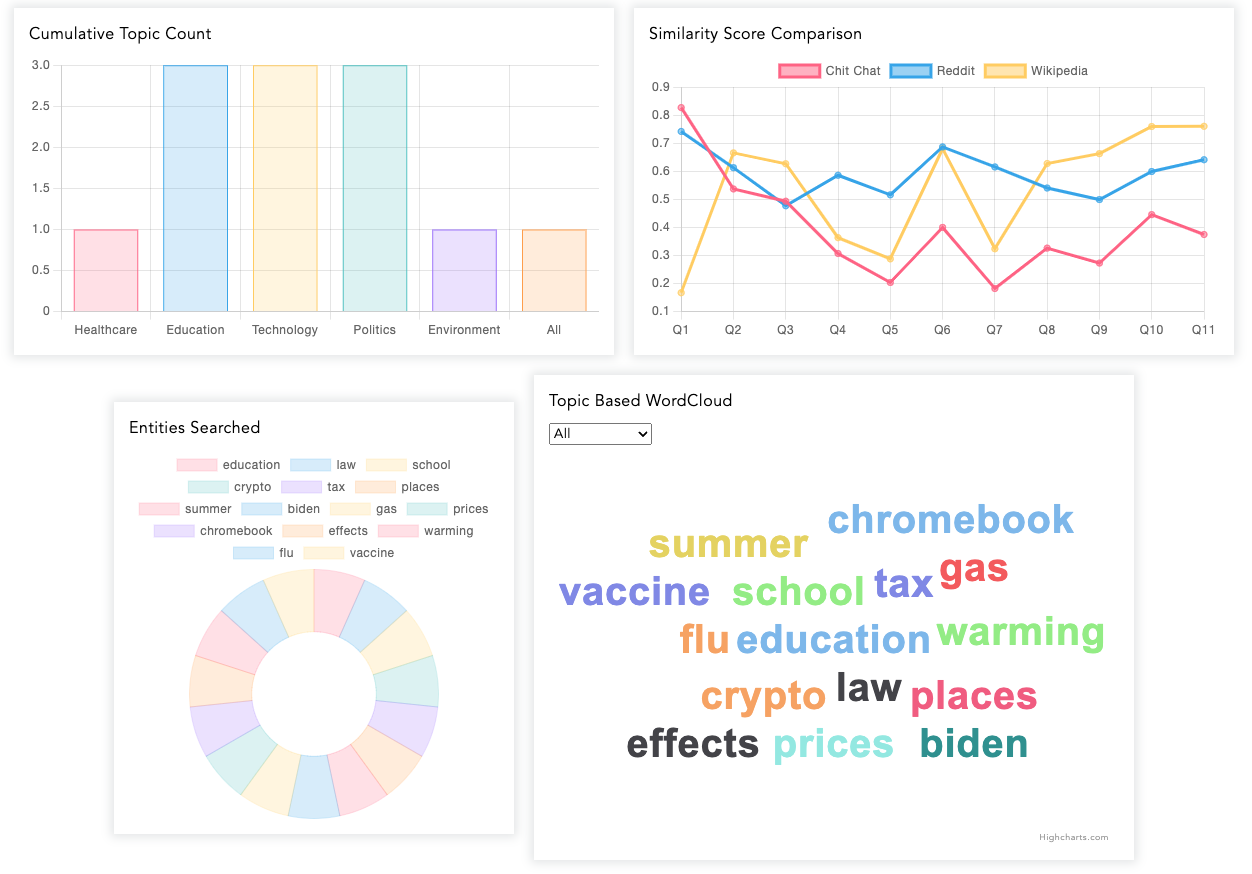 Cumulative Topic Count
3.0
2.5
2.0
1.5
1.0
0.5
0
Healthcare Education Technology Politics Environment All
Similarity Score Comparison
Chit Chat Reddit Wikipedia
0.9
0.8
0.7
0.6
0.5
0.4
0.3
0.2
0.1
Q1 Q2 Q3 Q4 Q5 Q6 Q7 Q8 Q9 Q10 Q11
Entities Searched
education law school
crypto tax places
summer biden gas prices
chromebook effects warming
flu vaccine
Topic Based WordCloud
All
chromebook
summer
gas
vaccine school tax
flu education warming
crypto law places
effects prices biden
Highcharts.com